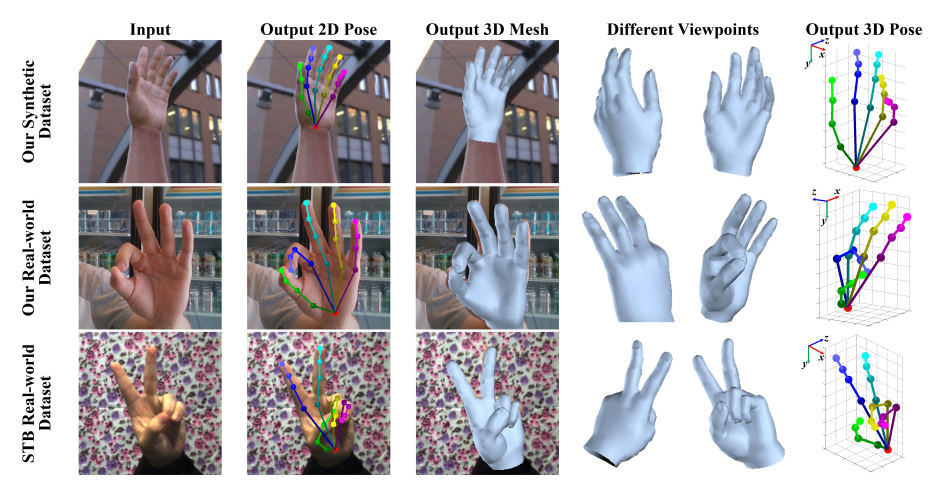 Input
Output 2D Pose
Output 3D Mesh
Different Viewpoints
Output 3D Pose
Our Synthetic
Dataset
z
x
y
Our Real-world
Dataset
z
x
y
STB Real-world
Dataset
z
x
y